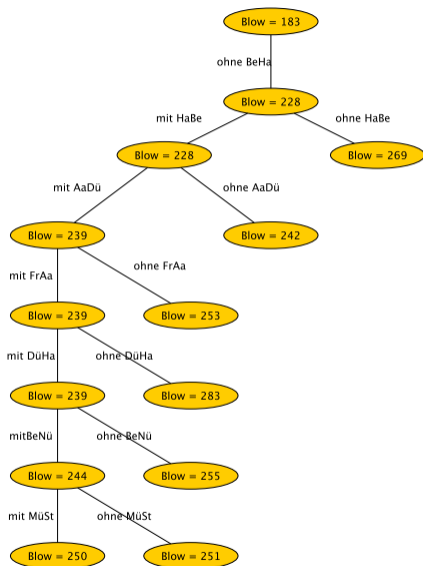 Blow = 183
ohne BeHa
Blow = 228
mit HaBe
ohne HaBe
Blow = 228
Blow = 269
mit AaDü
ohne AaDü
Blow = 239
Blow = 242
mit FrAa
ohne FrAa
Blow = 239
Blow = 253
mit DüHa
ohne DüHa
Blow = 239
Blow = 283
mitBeNü
ohne BeNü
Blow = 244
Blow = 255
mit MüSt
ohne MüSt
Blow = 250
Blow = 251